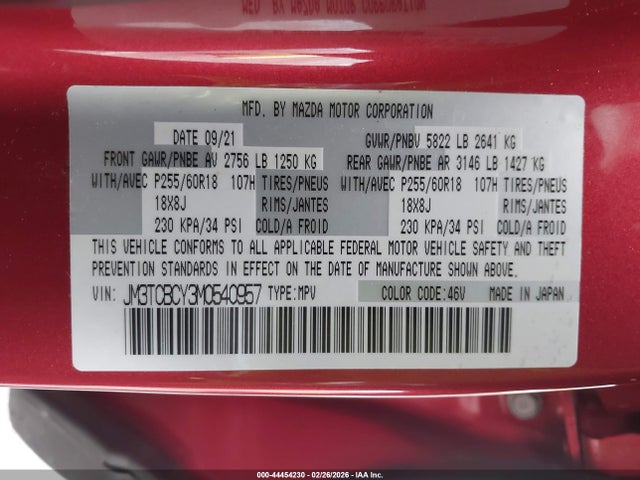 MFD. BY MAZDA MOTOR CORPORATION
DATE 09/21 GVWR/PNBV 5822 LB 2641 KG
FRONT GAWR/PNBE AV 2756 LB 1250 KG REAR GAWR/PNBE AR 3146 LB 1427 KG
WITH/AVEC P255/60R18 107H TIRES/PNEUS WITH/AVEC P255/60R18 107H TIRES/PNEUS
18X8J RIMS/JANTES 18X8J RIMS/JANTES
230 KPA/34 PSI COLD/A FROID 230 KPA/34 PSI COLD/A FROID
THIS VEHICLE CONFORMS TO ALL APPLICABLE FEDERAL MOTOR VEHICLE SAFETY AND THEFT
PREVENTION STANDARDS IN EFFECT ON THE DATE OF MANUFACTURE SHOWN ABOVE.
VIN: JM3TCBCY3M0540957 TYPE:MPV COLOR CODE:46V MADE IN JAPAN
000-44454230 - 02/26/2026 - IAA Inc.